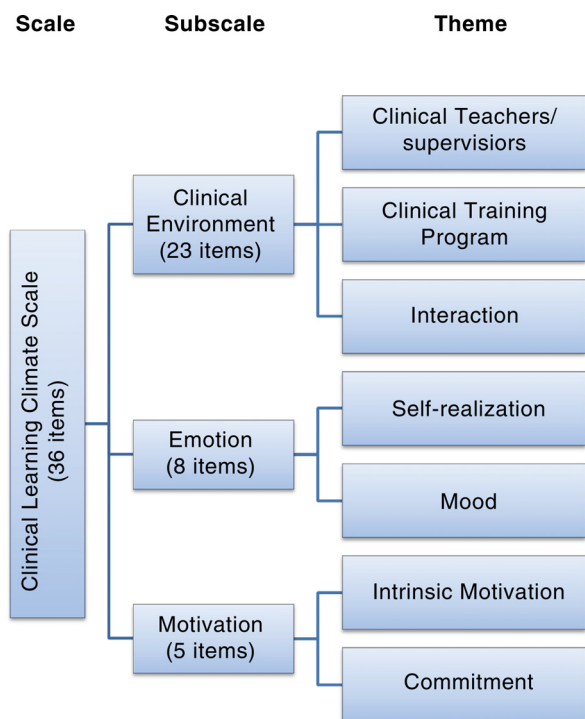 Scale
Subscale
Theme
Clinical Learning Climate Scale
(36 items)
Clinical
Environment
(23 items)
Clinical Teachers/
supervisiors
Clinical Training
Program
Interaction
Emotion
(8 items)
Self-realization
Mood
Motivation
(5 items)
Intrinsic Motivation
Commitment